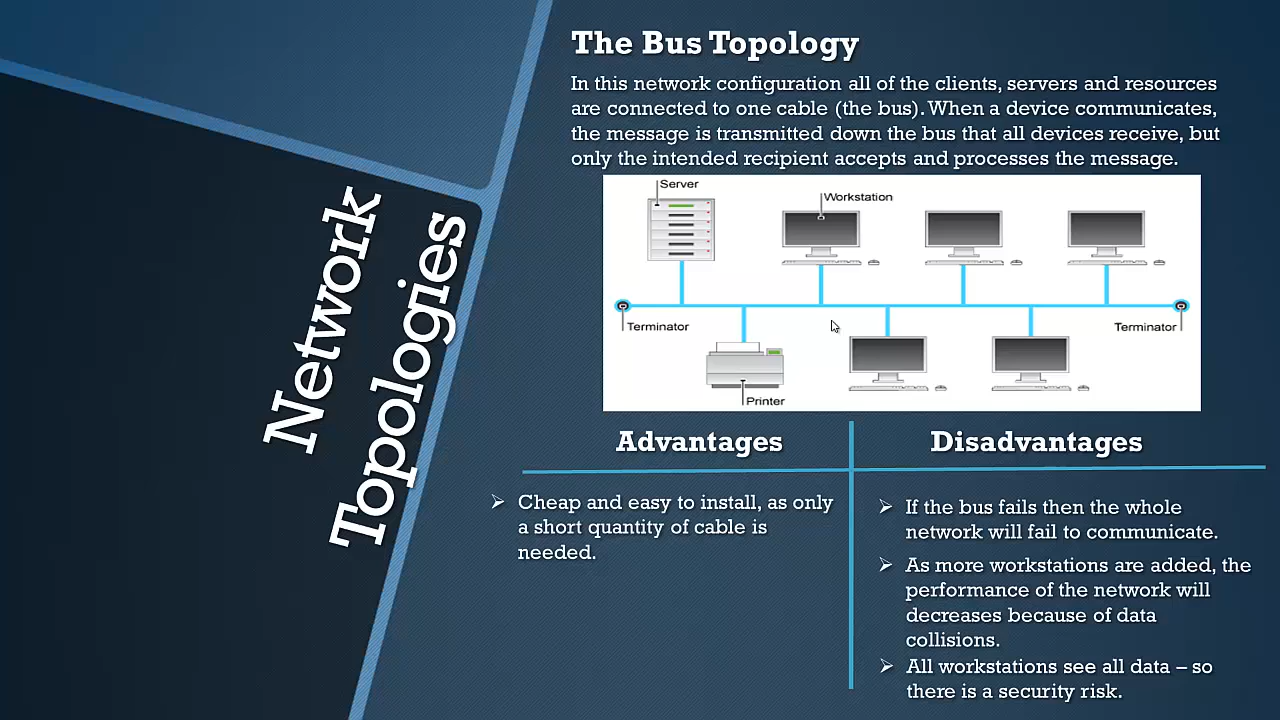 Network
Topologies
The Bus Topology
In this network configuration all of the clients, servers and resources
are connected to one cable (the bus). When a device communicates,
the message is transmitted down the bus that all devices receive, but
only the intended recipient accepts and processes the message.
Server
Workstation
Terminator
Terminator
Printer
Advantages
Cheap and easy to install, as only
a short quantity of cable is
needed.
Disadvantages
If the bus fails then the whole
network will fail to communicate.
As more workstations are added, the
performance of the network will
decreases because of data
collisions.
All workstations see all data – so
there is a security risk.